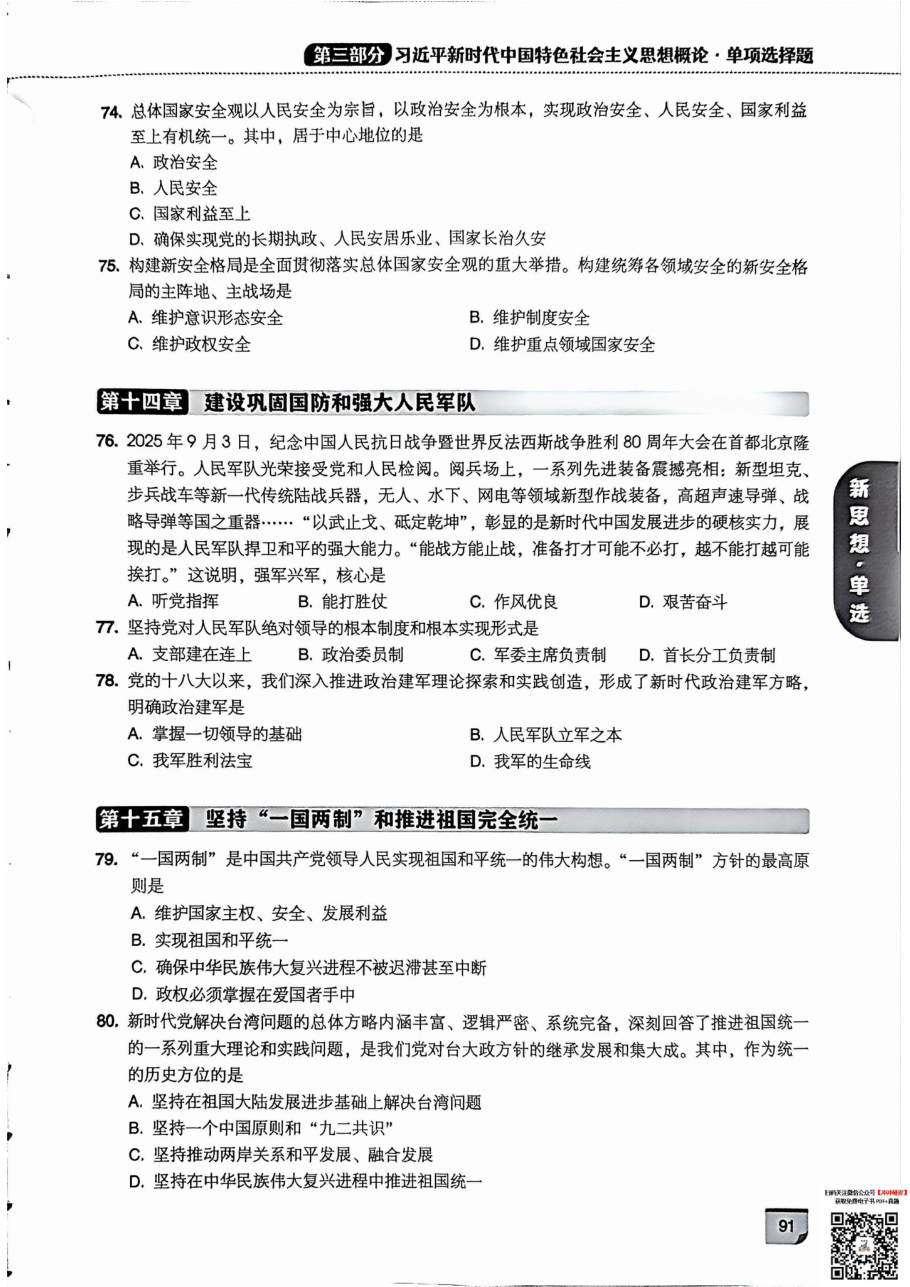 第三部分 习近平新时代中国特色社会主义思想概论·单项选择题
74. 总体国家安全观以人民安全为宗旨，以政治安全为根本，实现政治安全、人民安全、国家利益
至上有机统一。其中，居于中心地位的是
A. 政治安全
B. 人民安全
C. 国家利益至上
D. 确保实现党的长期执政、人民安居乐业、国家长治久安
75. 构建新安全格局是全面贯彻落实总体国家安全观的重大举措。构建统筹各领域安全的新安全格
局的主阵地、主战场是
A. 维护意识形态安全 B. 维护制度安全
C. 维护政权安全 D. 维护重点领域国家安全
第十四章 建设巩固国防和强大人民军队
76. 2025年9月3日，纪念中国人民抗日战争暨世界反法西斯战争胜利80周年大会在首都北京隆
重举行。人民军队光荣接受党和人民检阅。阅兵场上，一系列先进装备震撼亮相：新型坦克、
步兵战车等新一代传统陆战兵器，无人、水下、网电等领域新型作战装备，高超声速导弹、战
略导弹等国之重器……“以武止戈、砥定乾坤”，彰显的是新时代中国发展进步的硬核实力，展
现的是人民军队捍卫和平的强大能力。“能战方能止战，准备打才可能不必打，越不能打越可能
挨打。”这说明，强军兴军，核心是
A. 听党指挥 B. 能打胜仗 C. 作风优良 D. 艰苦奋斗
77. 坚持党对人民军队绝对领导的根本制度和根本实现形式是
A. 支部建在连上 B. 政治委员制 C. 军委主席负责制 D. 首长分工负责制
78. 党的十八大以来，我们深入推进政治建军理论探索和实践创造，形成了新时代政治建军方略，
明确政治建军是
A. 掌握一切领导的基础 B. 人民军队立军之本
C. 我军胜利法宝 D. 我军的生命线
第十五章 坚持“一国两制”和推进祖国完全统一
79. “一国两制”是中国共产党领导人民实现祖国和平统一的伟大构想。“一国两制”方针的最高原
则是
A. 维护国家主权、安全、发展利益
B. 实现祖国和平统一
C. 确保中华民族伟大复兴进程不被迟滞甚至中断
D. 政权必须掌握在爱国者手中
80. 新时代党解决台湾问题的总体方略内涵丰富、逻辑严密、系统完备，深刻回答了推进祖国统一
的一系列重大理论和实践问题，是我们党对台大政方针的继承发展和集大成。其中，作为统一
的历史方位的是
A. 坚持在祖国大陆发展进步基础上解决台湾问题
B. 坚持一个中国原则和“九二共识”
C. 坚持推动两岸关系和平发展、融合发展
D. 坚持在中华民族伟大复兴进程中推进祖国统一
新思想·单选
91
扫码关注微信公众号【冲冲研客】
获取免费电子书PDF+真题